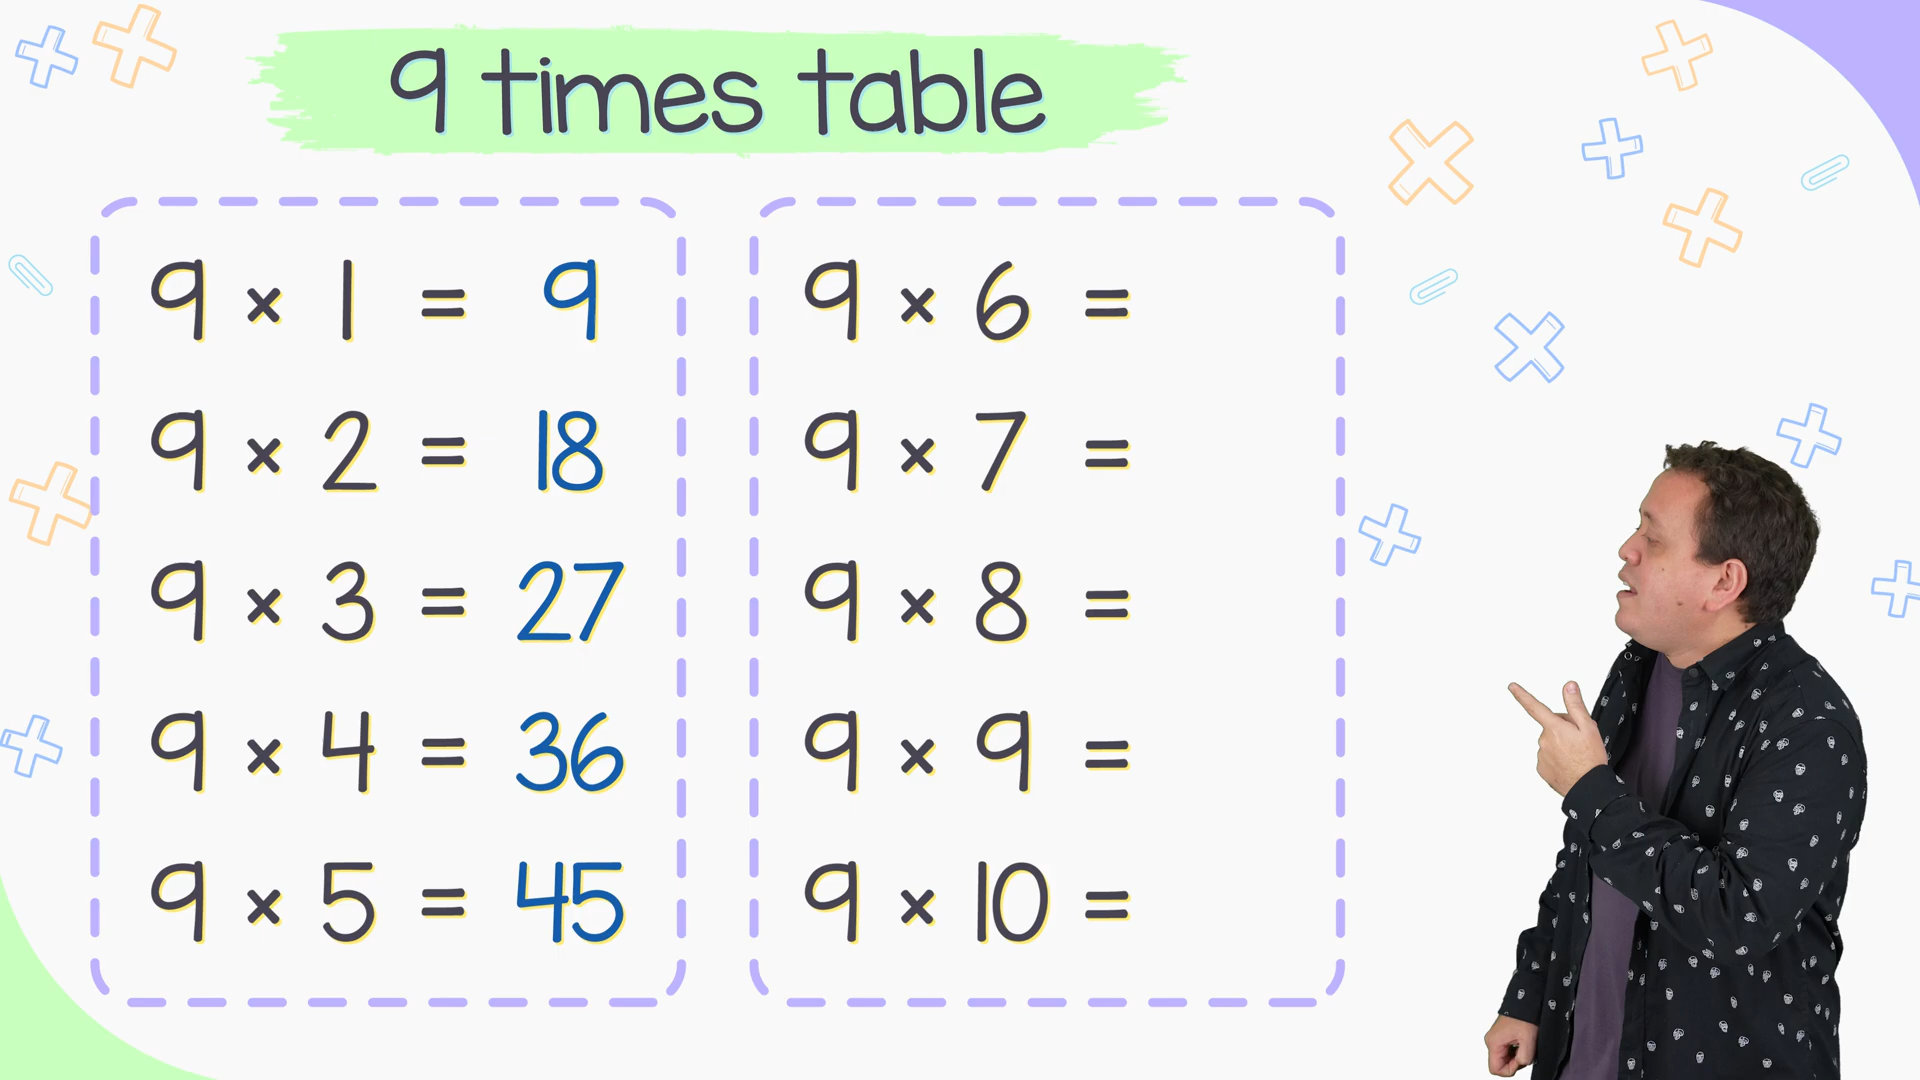 9 times table
9 × 1 = 9
9 × 2 = 18
9 × 3 = 27
9 × 4 = 36
9 × 5 = 45
9 × 6 =
9 × 7 =
9 × 8 =
9 × 9 =
9 × 10 =